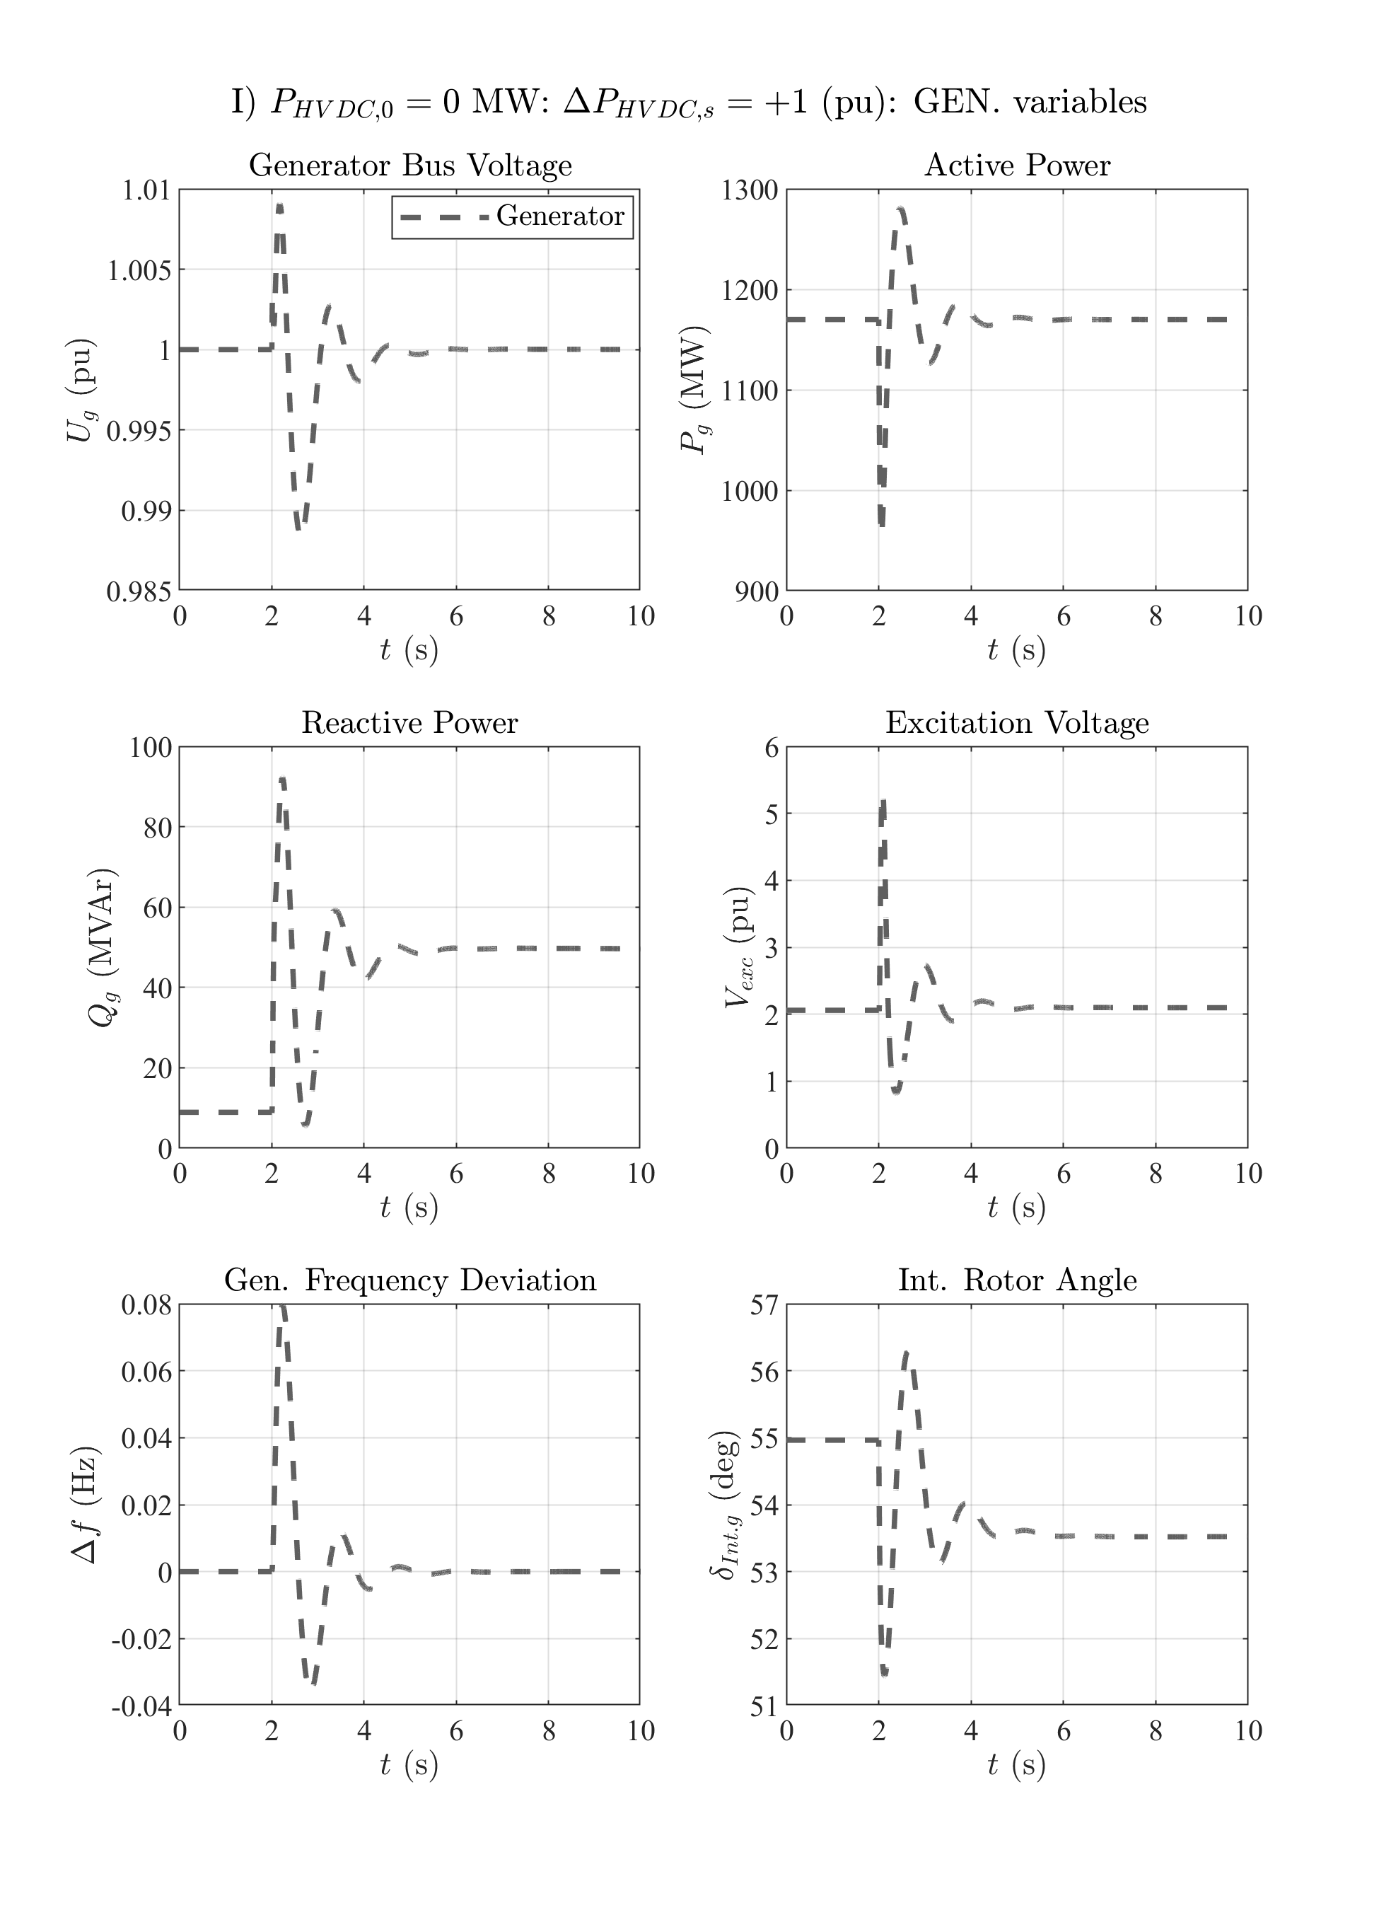 I) P_{HVDC,0} = 0 MW: ΔP_{HVDC,s} = +1 (pu): GEN. variables
Generator Bus Voltage
1.01
1.005
1
0.995
0.99
0.985
U_g (pu)
Generator
0 2 4 6 8 10
t (s)
Active Power
1300
1200
1100
1000
900
P_g (MW)
0 2 4 6 8 10
t (s)
Reactive Power
100
80
60
40
20
0
Q_g (MVAr)
0 2 4 6 8 10
t (s)
Excitation Voltage
6
5
4
3
2
1
0
V_{exc} (pu)
0 2 4 6 8 10
t (s)
Gen. Frequency Deviation
0.08
0.06
0.04
0.02
0
-0.02
-0.04
Δf (Hz)
0 2 4 6 8 10
t (s)
Int. Rotor Angle
57
56
55
54
53
52
51
δ_{Int.g} (deg)
0 2 4 6 8 10
t (s)